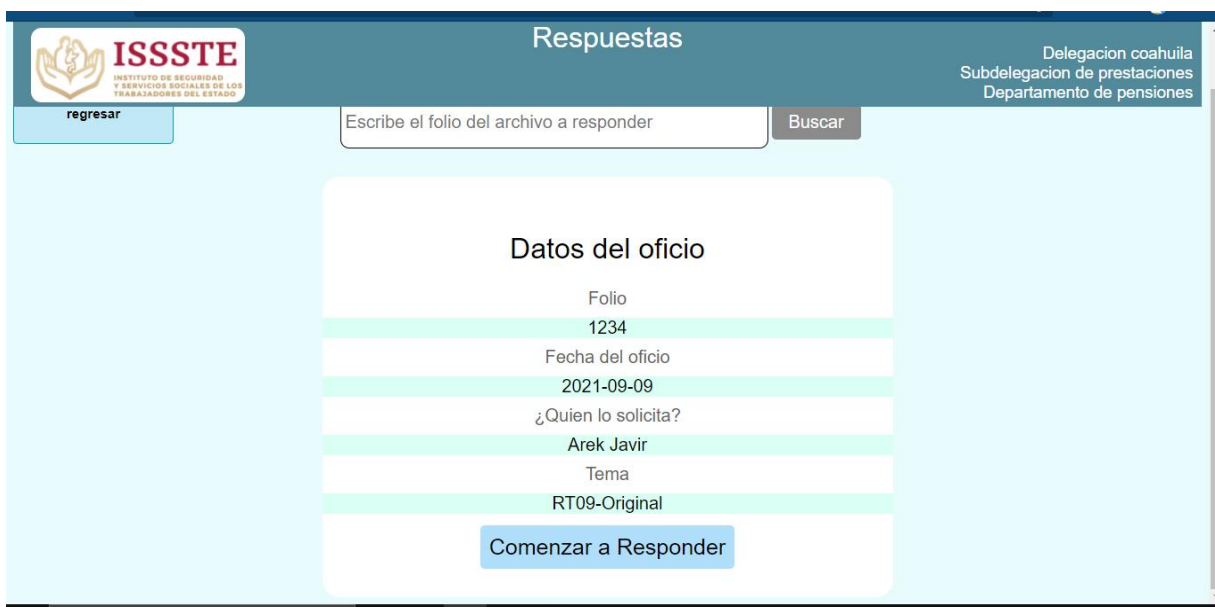 ISSSTE
INSTITUTO DE SEGURIDAD
Y SERVICIOS SOCIALES DE LOS
TRABAJADORES DEL ESTADO
Respuestas
Delegacion coahuila
Subdelegacion de prestaciones
Departamento de pensiones
regresar
Escribe el folio del archivo a responder
Buscar
Datos del oficio
Folio
1234
Fecha del oficio
2021-09-09
¿Quien lo solicita?
Arek Javir
Tema
RT09-Original
Comenzar a Responder